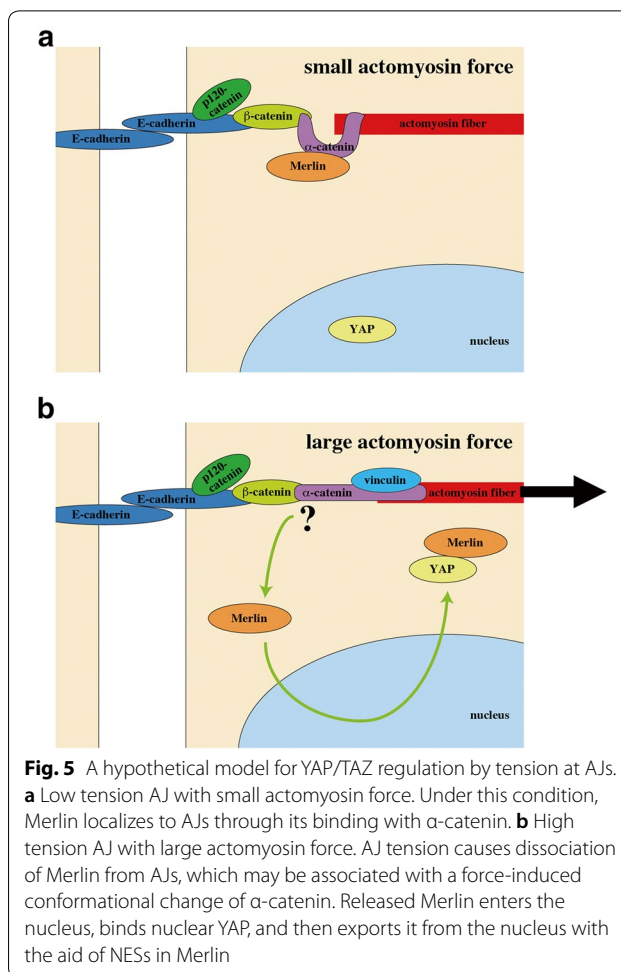 a
small actomyosin force
p120-
catenin
β-catenin
E-cadherin
actomyosin fiber
E-cadherin
α-catenin
Merlin
YAP
nucleus
b
large actomyosin force
p120-
catenin
vinculin
β-catenin
α-catenin
E-cadherin
actomyosin fiber
E-cadherin
?
Merlin
YAP
Merlin
nucleus
Fig. 5 A hypothetical model for YAP/TAZ regulation by tension at AJs.
a Low tension AJ with small actomyosin force. Under this condition,
Merlin localizes to AJs through its binding with α-catenin. b High
tension AJ with large actomyosin force. AJ tension causes dissociation
of Merlin from AJs, which may be associated with a force-induced
conformational change of α-catenin. Released Merlin enters the
nucleus, binds nuclear YAP, and then exports it from the nucleus with
the aid of NESs in Merlin